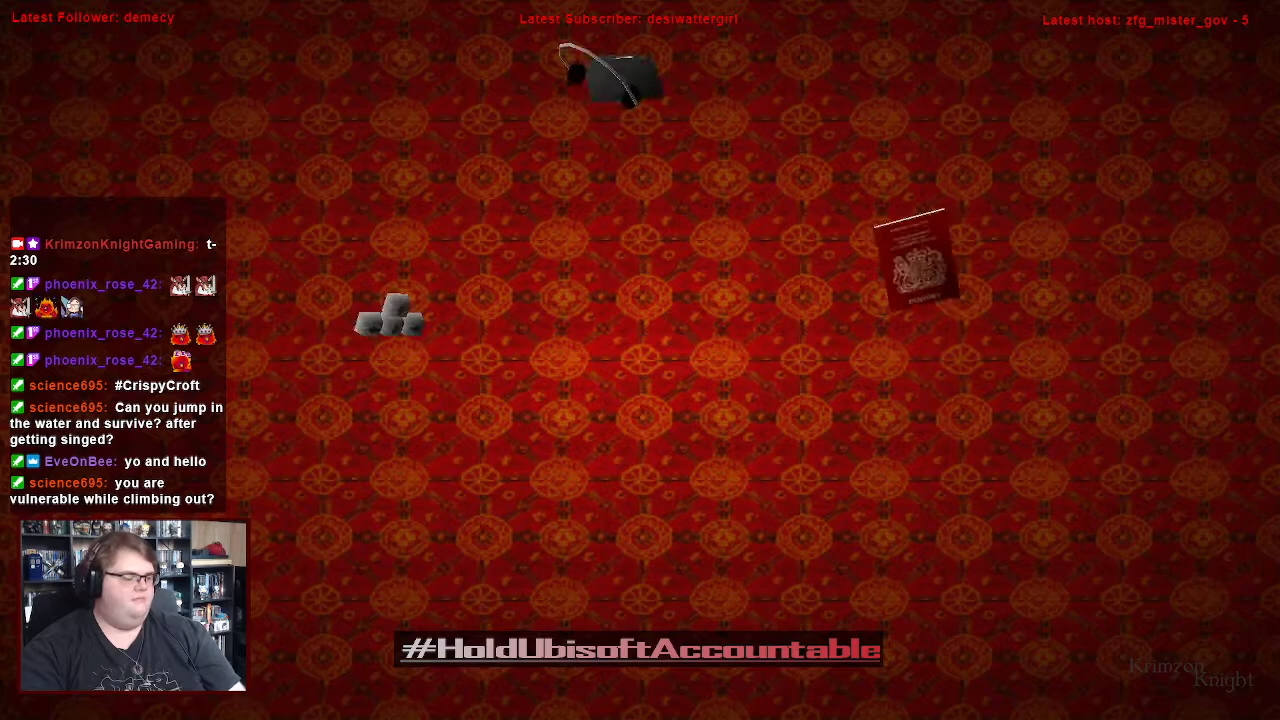 Latest Follower: demecy
Latest Subscriber: desiwattergirl
Latest host: zfg_mister_gov - 5
KrimzonKnightGaming: t-
2:30
phoenix_rose_42:
phoenix_rose_42:
phoenix_rose_42:
science695: #CrispyCroft
science695: Can you jump in
the water and survive? after
getting singed?
EveOnBee: yo and hello
science695: you are
vulnerable while climbing out?
#HoldUbisoftAccountable
Krimzon
Knight